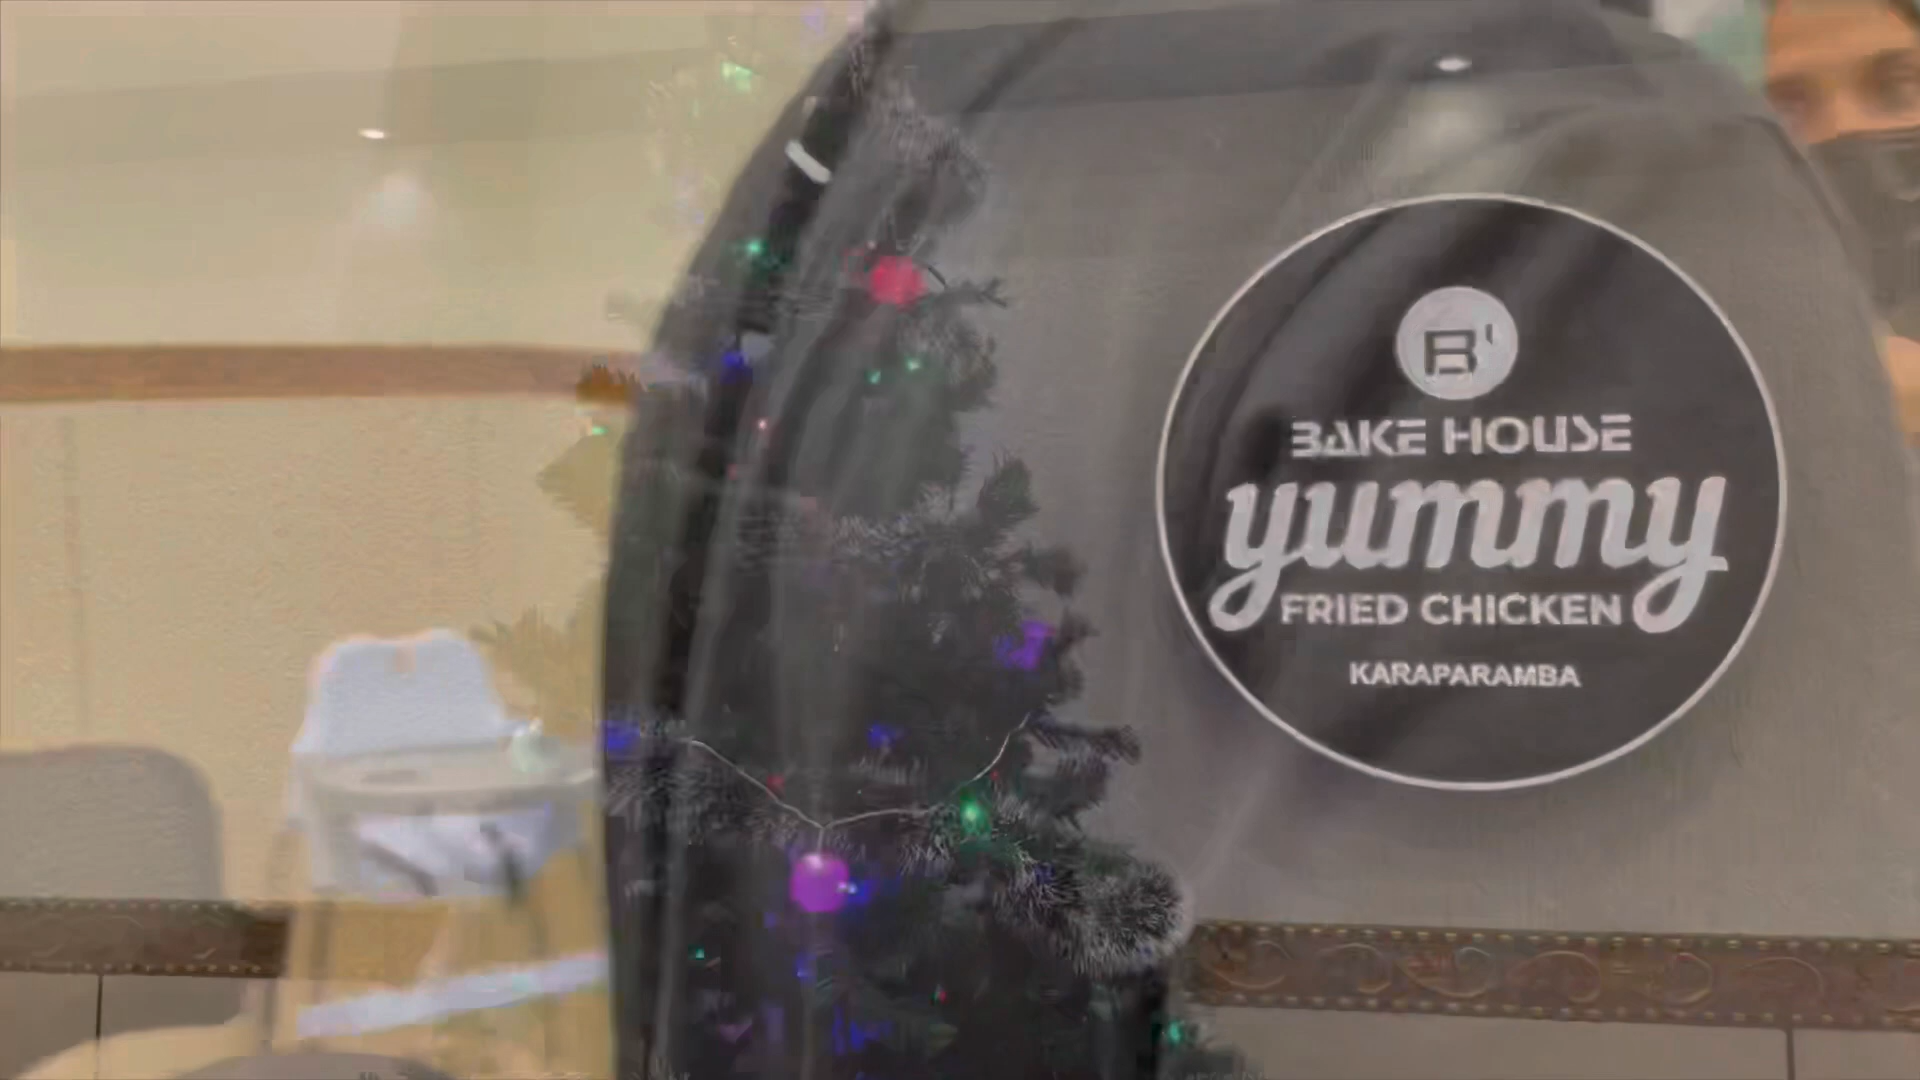 B'
BAKE HOUSE
yummy
FRIED CHICKEN
KARAPARAMBA